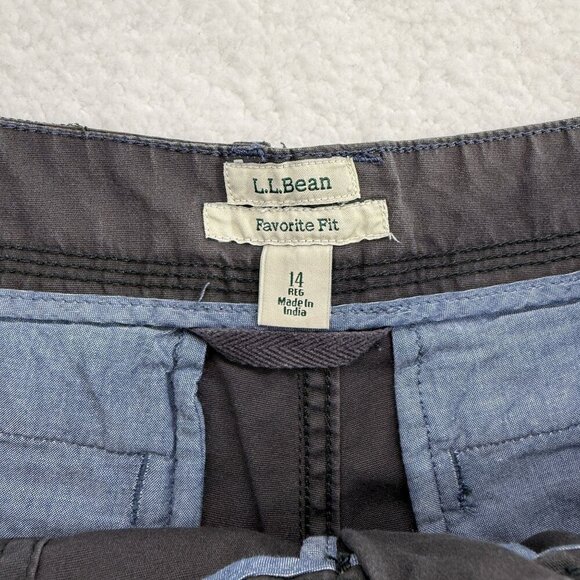 L.L.Bean
Favorite Fit
14
REG
Made In
India